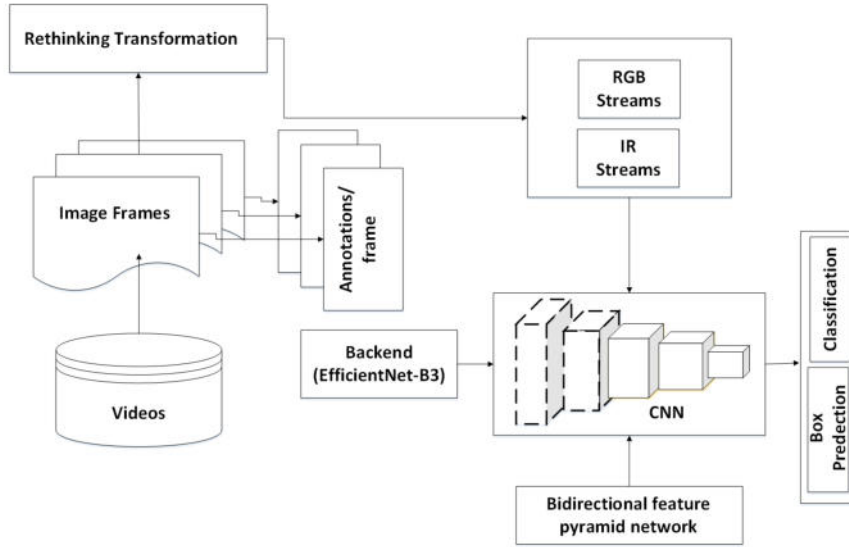 Rethinking Transformation
RGB
Streams
IR
Streams
Image Frames
Annotations/
frame
Videos
Backend
(EfficientNet-B3)
CNN
Classification
Box
Predection
Bidirectional feature
pyramid network